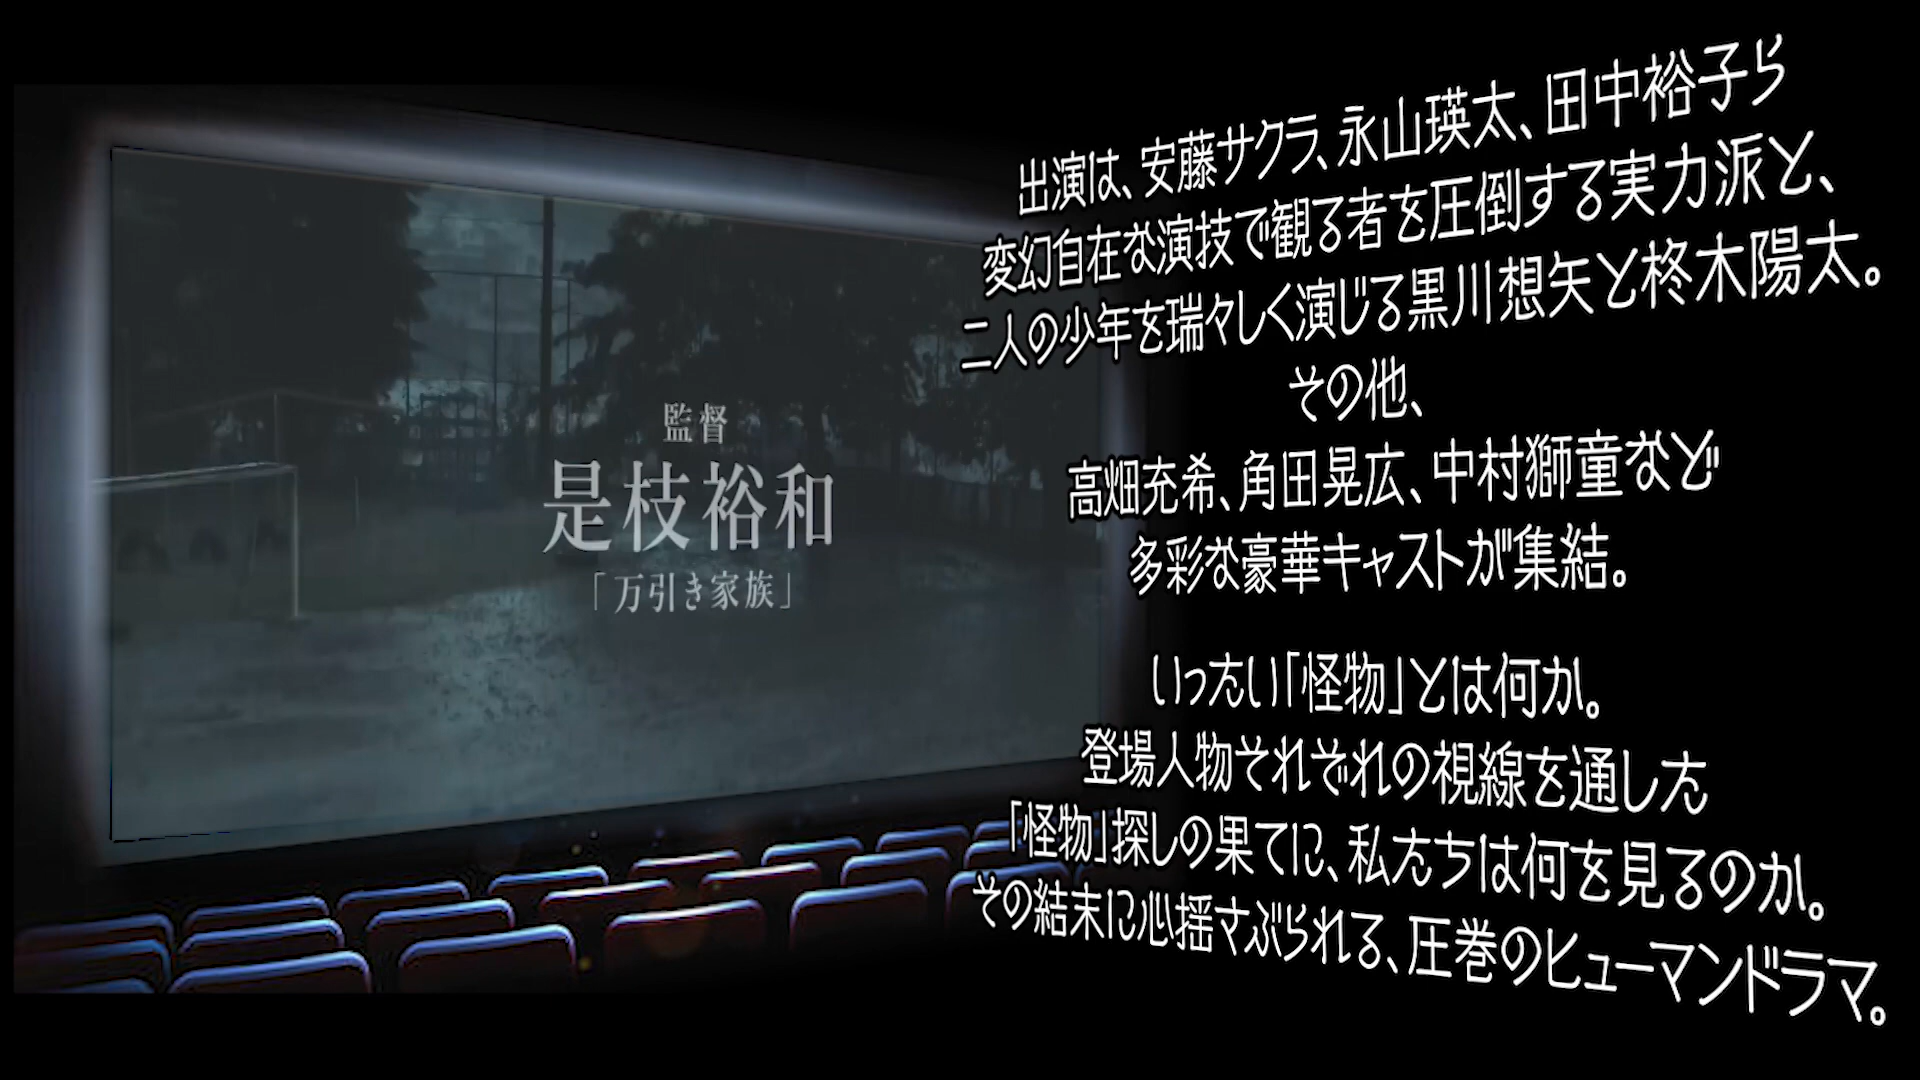 監督
是枝裕和
「万引き家族」
出演は、安藤サクラ、永山瑛太、田中裕子ら
変幻自在な演技で観る者を圧倒する実力派と、
二人の少年を瑞々しく演じる黒川想矢と柊木陽太。
その他、
高畑充希、角田晃広、中村獅童など
多彩な豪華キャストが集結。
いったい「怪物」とは何か。
登場人物それぞれの視線を通した
「怪物」探しの果てに、私たちは何を見るのか。
その結末に心揺さぶられる、圧巻のヒューマンドラマ。